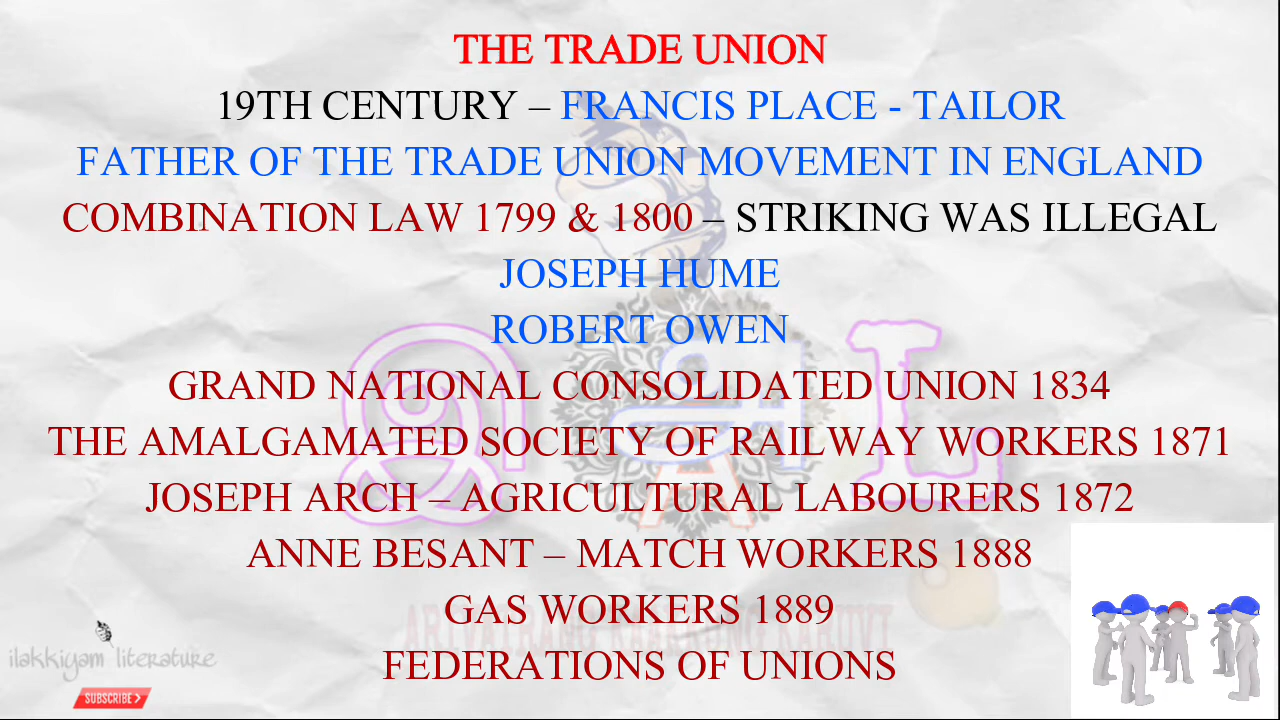 THE TRADE UNION
19TH CENTURY – FRANCIS PLACE - TAILOR
FATHER OF THE TRADE UNION MOVEMENT IN ENGLAND
COMBINATION LAW 1799 & 1800 – STRIKING WAS ILLEGAL
JOSEPH HUME
ROBERT OWEN
GRAND NATIONAL CONSOLIDATED UNION 1834
THE AMALGAMATED SOCIETY OF RAILWAY WORKERS 1871
JOSEPH ARCH – AGRICULTURAL LABOURERS 1872
ANNE BESANT – MATCH WORKERS 1888
GAS WORKERS 1889
FEDERATIONS OF UNIONS
இ L
ilakkiyam literature
SUBSCRIBE >